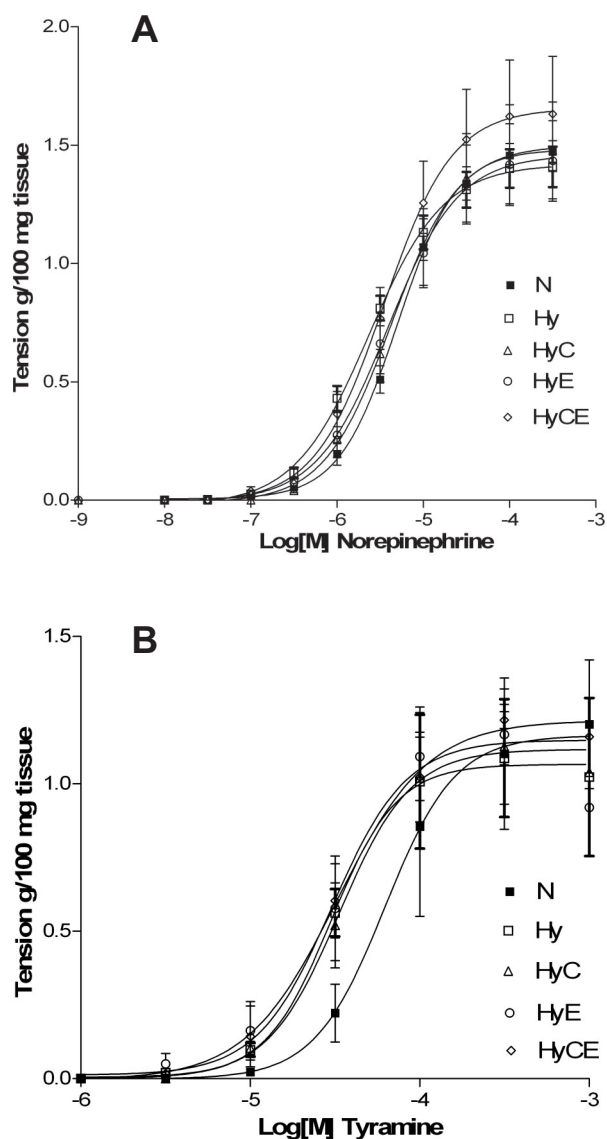 A
Tension g/100 mg tissue
2.0
1.5
1.0
0.5
0.0
N
Hy
HyC
HyE
HyCE
-9 -8 -7 -6 -5 -4 -3
Log[M] Norepinephrine
B
Tension g/100 mg tissue
1.5
1.0
0.5
0.0
N
Hy
HyC
HyE
HyCE
-6 -5 -4 -3
Log[M] Tyramine